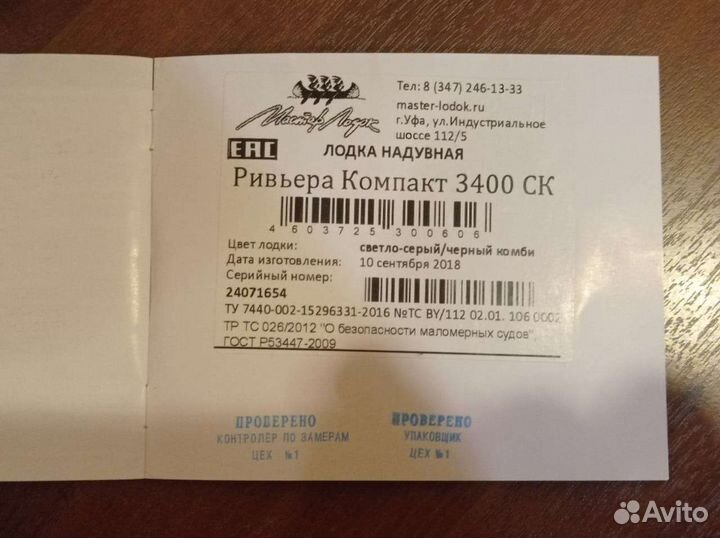 Мастер Лодок
Тел: 8 (347) 246-13-33
master-lodok.ru
г.Уфа, ул.Индустриальное
шоссе 112/5
EAC
ЛОДКА НАДУВНАЯ
Ривьера Компакт 3400 СК
4 603725 300606
Цвет лодки: светло-серый/черный комби
Дата изготовления: 10 сентября 2018
Серийный номер:
24071654
ТУ 7440-002-15296331-2016 №ТС BY/112 02.01. 106 0002
ТР ТС 026/2012 "О безопасности маломерных судов",
ГОСТ Р53447-2009
ПРОВЕРЕНО
КОНТРОЛЕР ПО ЗАМЕРАМ
ЦЕХ №1
ПРОВЕРЕНО
УПАКОВЩИК
ЦЕХ №1
Avito